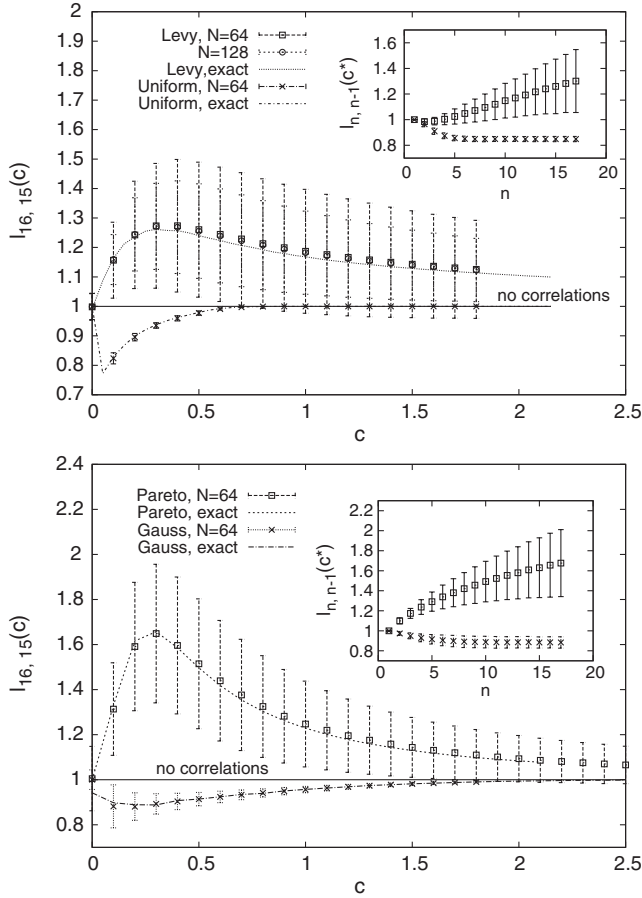 I16, 15(c)
2
1.9
1.8
1.7
1.6
1.5
1.4
1.3
1.2
1.1
1
0.9
0.8
0.7
0 0.5 1 1.5 2 2.5
c
Levy, N=64
N=128
Levy,exact
Uniform, N=64
Uniform, exact
no correlations
In, n-1(c*)
1.6
1.4
1.2
1
0.8
0 5 10 15 20
n
I16, 15(c)
2.4
2.2
2
1.8
1.6
1.4
1.2
1
0.8
0 0.5 1 1.5 2 2.5
c
Pareto, N=64
Pareto, exact
Gauss, N=64
Gauss, exact
no correlations
In, n-1(c*)
2.2
2
1.8
1.6
1.4
1.2
1
0.8
0 5 10 15 20
n